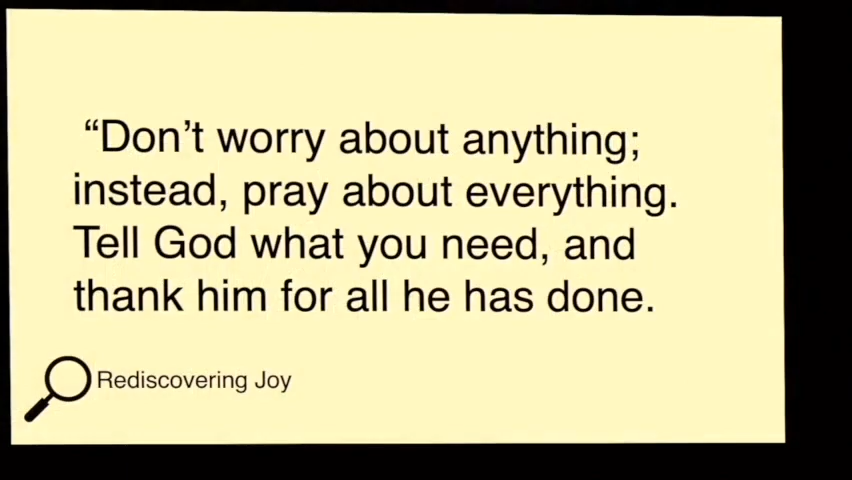 “Don’t worry about anything;
instead, pray about everything.
Tell God what you need, and
thank him for all he has done.
Rediscovering Joy